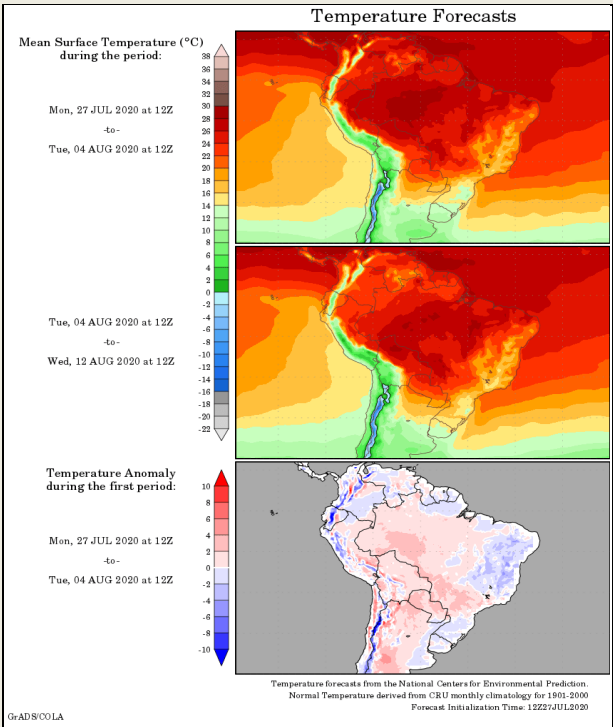 Temperature Forecasts
Mean Surface Temperature (°C)
during the period:
Mon, 27 JUL 2020 at 12Z
-to-
Tue, 04 AUG 2020 at 12Z
38
36
34
32
30
28
26
24
22
20
18
16
14
12
10
8
6
4
2
0
-2
-4
-6
-8
-10
-12
-14
-16
-18
-20
-22
Tue, 04 AUG 2020 at 12Z
-to-
Wed, 12 AUG 2020 at 12Z
Temperature Anomaly
during the first period:
Mon, 27 JUL 2020 at 12Z
-to-
Tue, 04 AUG 2020 at 12Z
10
8
6
4
2
0
-2
-4
-6
-8
-10
Temperature forecasts from the National Centers for Environmental Prediction.
Normal Temperature derived from CRU monthly climatology for 1901-2000
Forecast Initialization Time: 12Z27JUL2020
GrADS/COLA